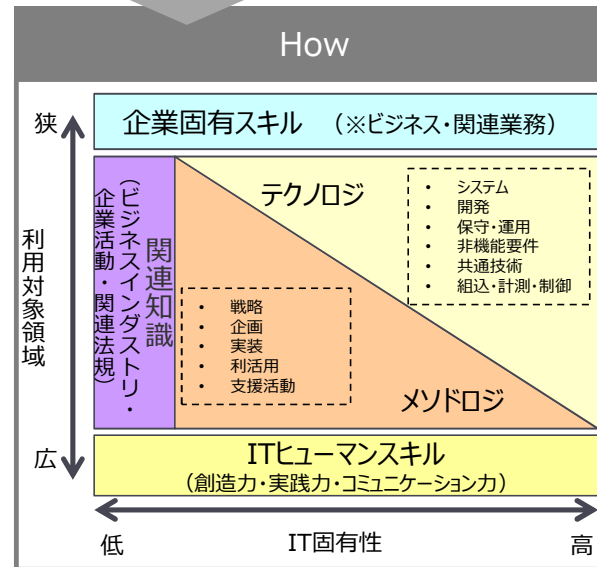 How
狭
企業固有スキル （※ビジネス・関連業務）
テクノロジ
• システム
• 開発
• 保守・運用
• 非機能要件
• 共通技術
• 組込・計測・制御
利用対象領域
関連知識
（ビジネスインダストリ・
企業活動・関連法規）
• 戦略
• 企画
• 実装
• 利活用
• 支援活動
メソドロジ
広
ITヒューマンスキル
（創造力・実践力・コミュニケーション力）
低
IT固有性
高